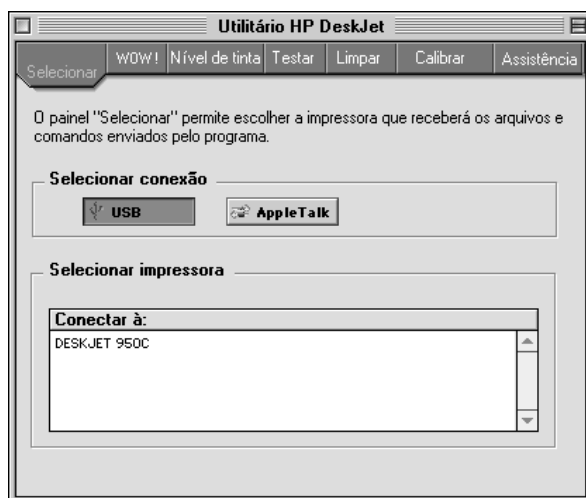 Utilitário HP DeskJet
Selecionar WOW! Nível de tinta Testar Limpar Calibrar Assistência
O painel "Selecionar" permite escolher a impressora que receberá os arquivos e
comandos enviados pelo programa.
Selecionar conexão
USB AppleTalk
Selecionar impressora
Conectar à:
DESKJET 950C